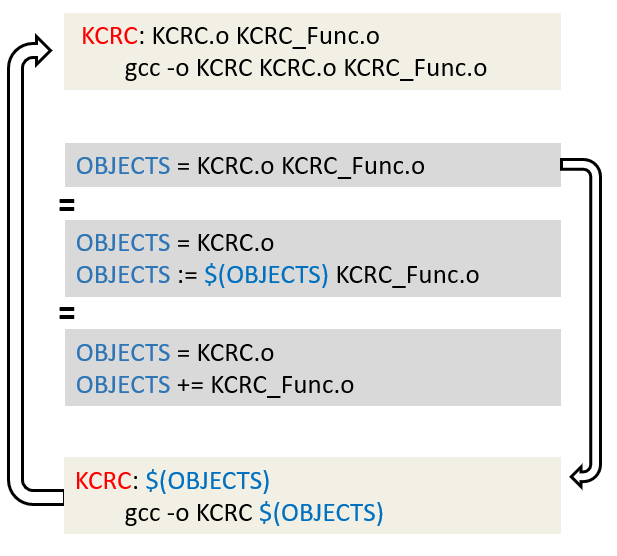 KCRC: KCRC.o KCRC_Func.o
gcc -o KCRC KCRC.o KCRC_Func.o
OBJECTS = KCRC.o KCRC_Func.o
=
OBJECTS = KCRC.o
OBJECTS := $(OBJECTS) KCRC_Func.o
=
OBJECTS = KCRC.o
OBJECTS += KCRC_Func.o
KCRC: $(OBJECTS)
gcc -o KCRC $(OBJECTS)